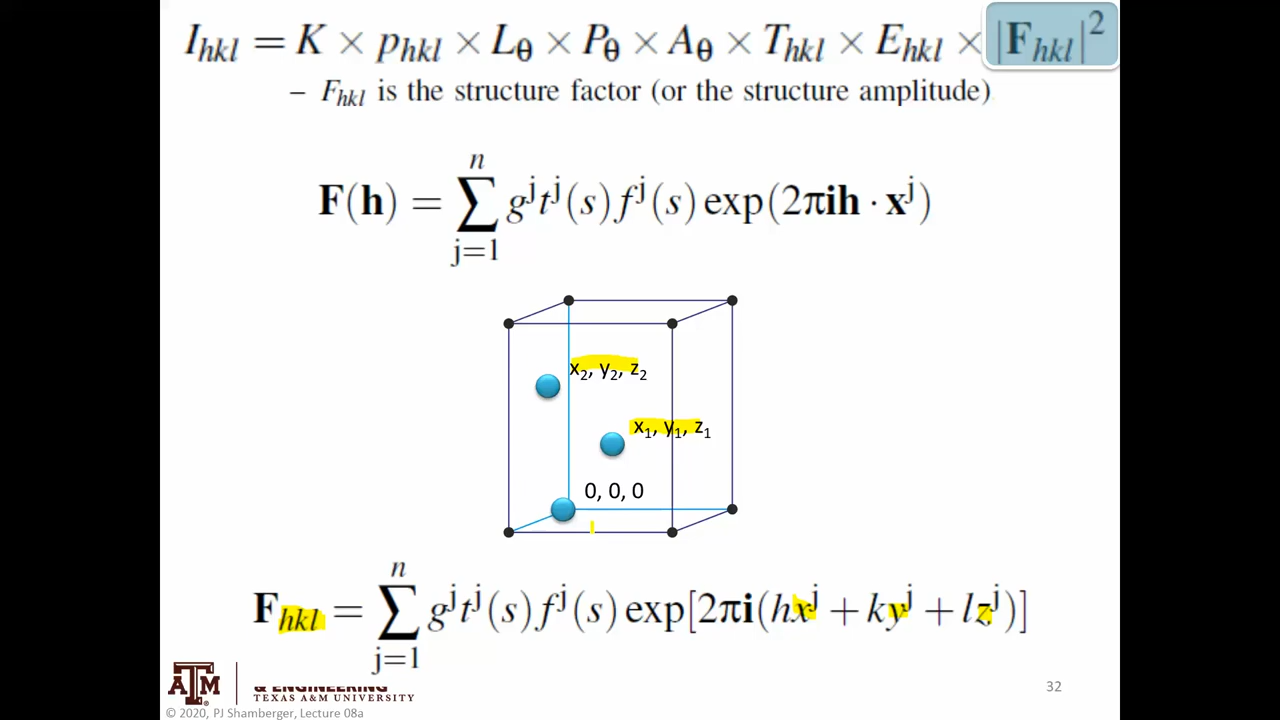 I_hkl = K × p_hkl × L_θ × P_θ × A_θ × T_hkl × E_hkl × |F_hkl|²
– F_hkl is the structure factor (or the structure amplitude)
F(h) = ∑_{j=1}^{n} g^j t^j(s) f^j(s) exp(2πih · x^j)
x₂, y₂, z₂
x₁, y₁, z₁
0, 0, 0
F_hkl = ∑_{j=1}^{n} g^j t^j(s) f^j(s) exp[2πi(hx^j + ky^j + lz^j)]
ATM
& ENGINEERING
TEXAS A&M UNIVERSITY
32
© 2020, PJ Shamberger, Lecture 08a